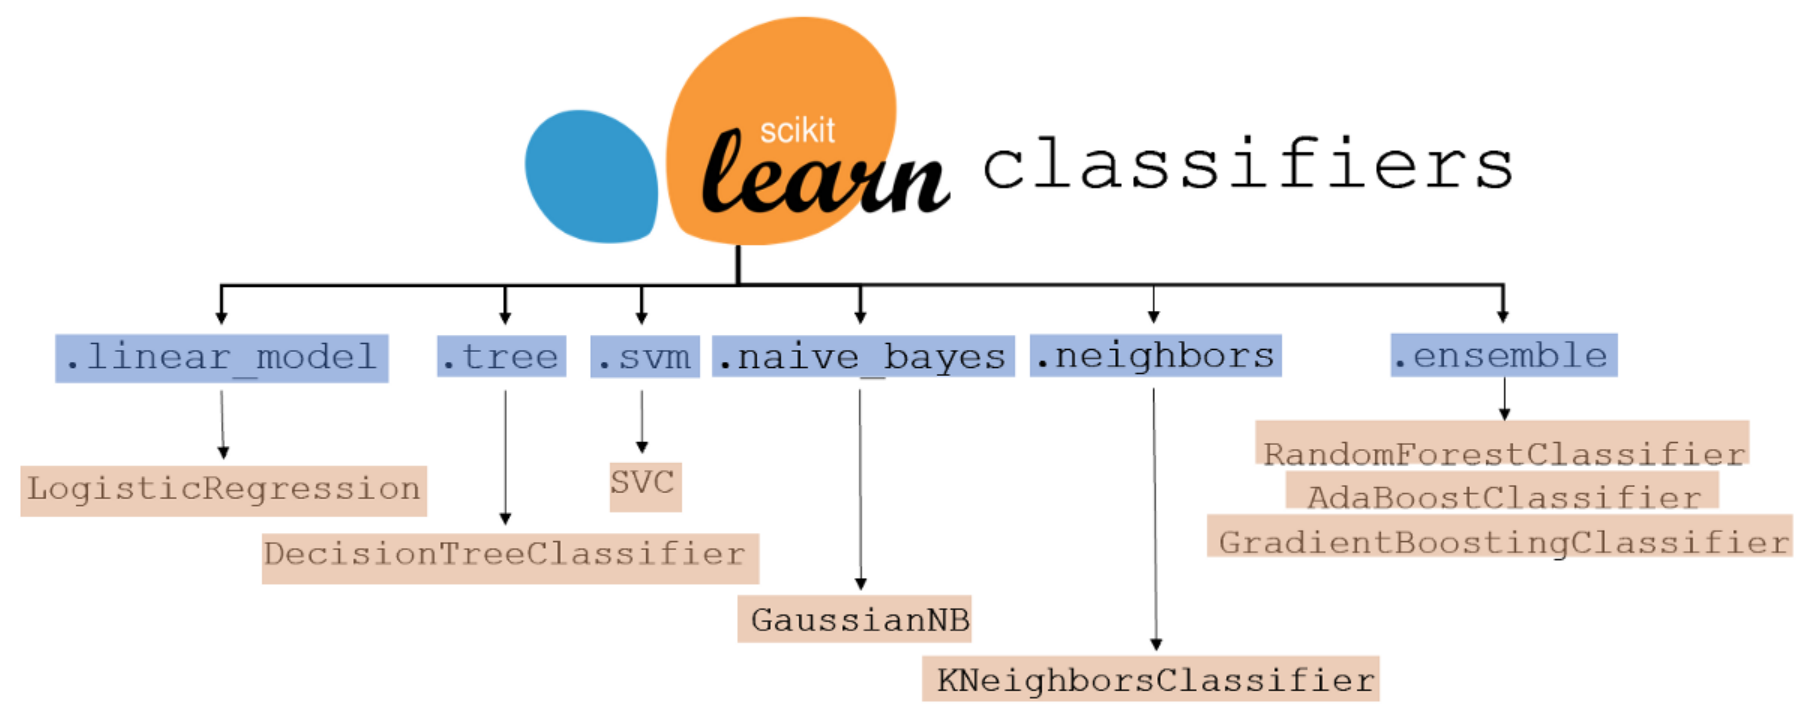 scikit
learn classifiers
.linear_model .tree .svm .naive_bayes .neighbors .ensemble
LogisticRegression
DecisionTreeClassifier
SVC
GaussianNB
KNeighborsClassifier
RandomForestClassifier
AdaBoostClassifier
GradientBoostingClassifier